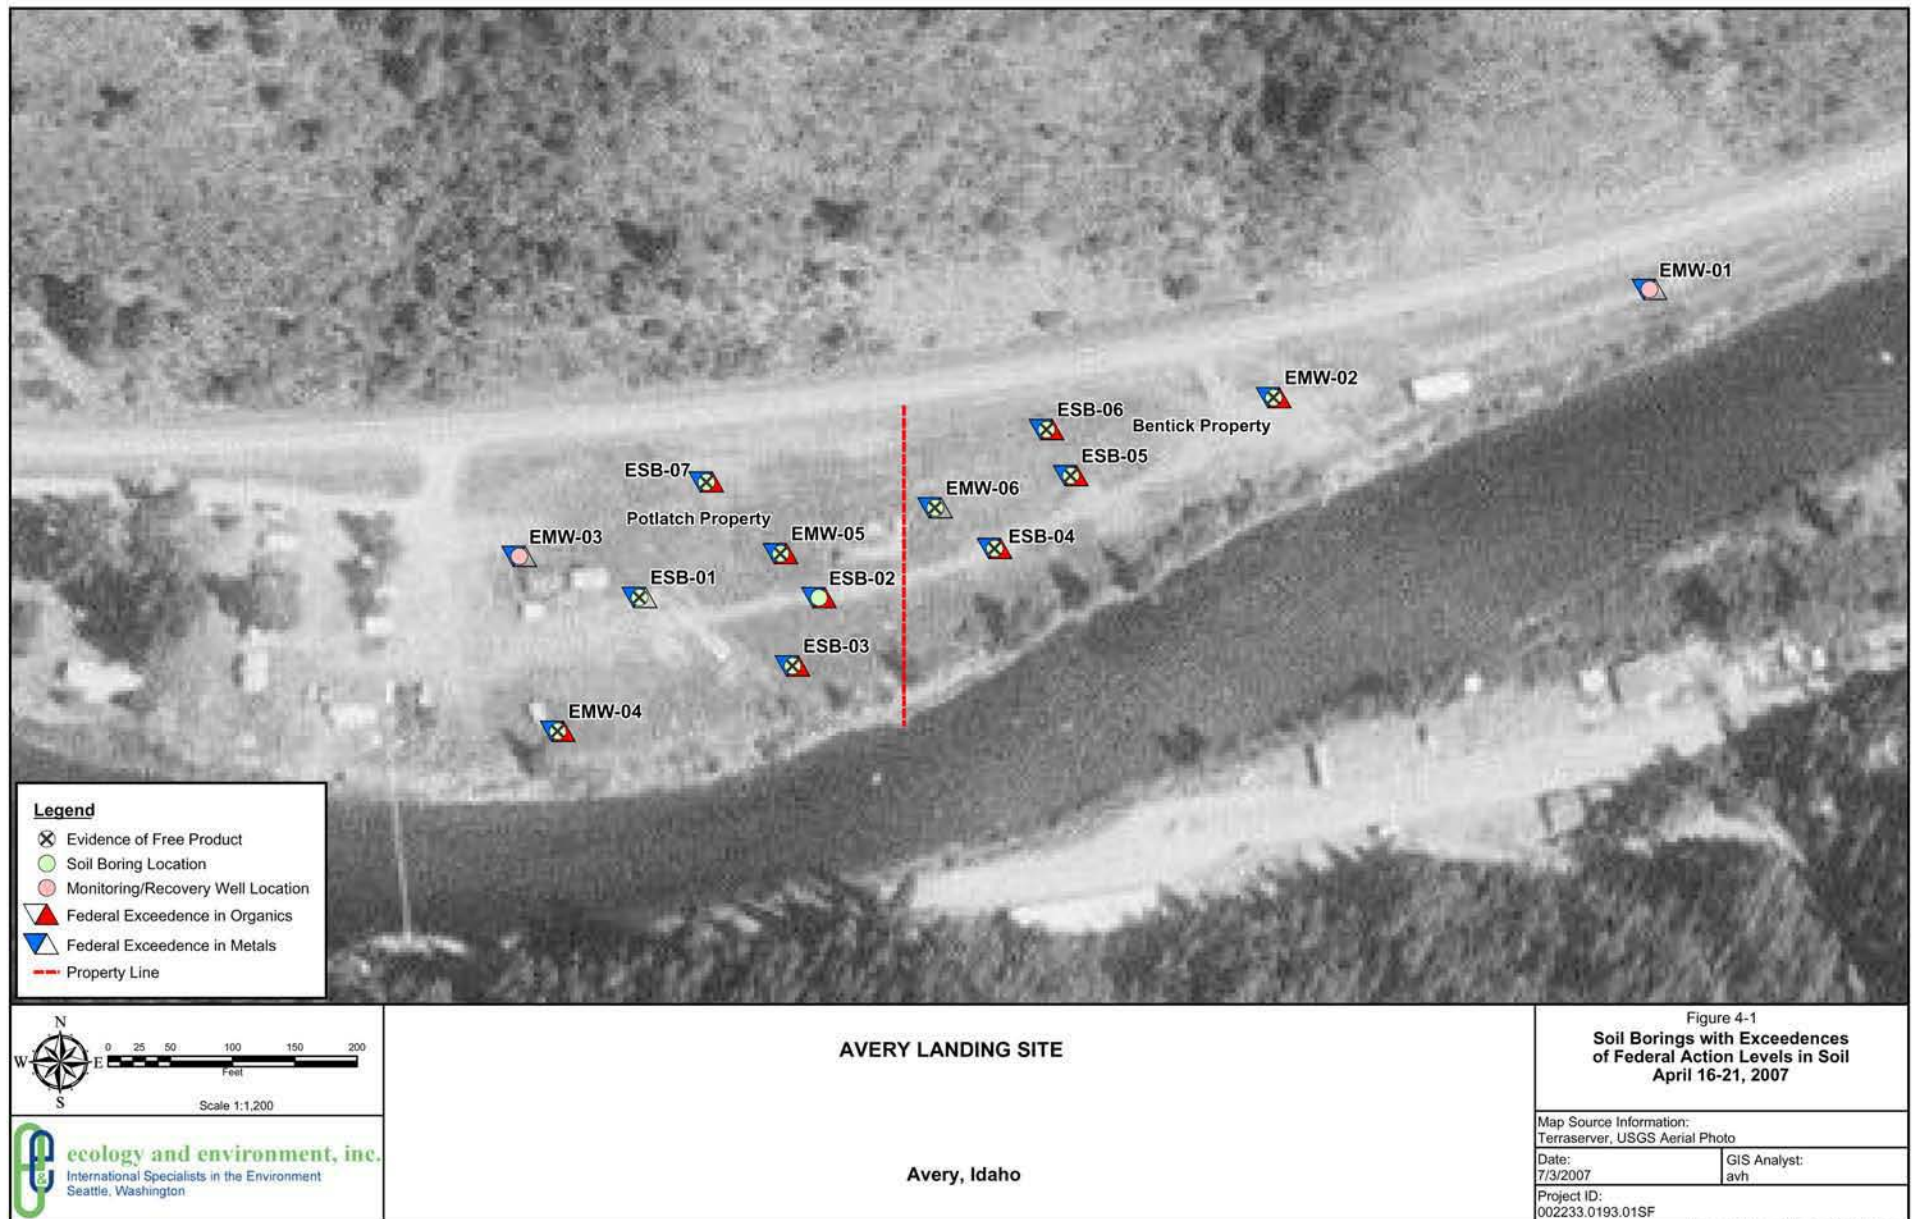 EMW-01
EMW-02
ESB-06
Bentick Property
ESB-05
ESB-07
EMW-06
Potlatch Property
EMW-03
EMW-05
ESB-04
ESB-01
ESB-02
ESB-03
EMW-04
Legend
Evidence of Free Product
Soil Boring Location
Monitoring/Recovery Well Location
Federal Exceedence in Organics
Federal Exceedence in Metals
Property Line
N
W E
S
0 25 50 100 150 200
Feet
Scale 1:1,200
ecology and environment, inc.
International Specialists in the Environment
Seattle, Washington
AVERY LANDING SITE
Avery, Idaho
Figure 4-1
Soil Borings with Exceedences
of Federal Action Levels in Soil
April 16-21, 2007
Map Source Information:
Terraserver, USGS Aerial Photo
Date:
7/3/2007
GIS Analyst:
avh
Project ID:
002233.0193.01SF